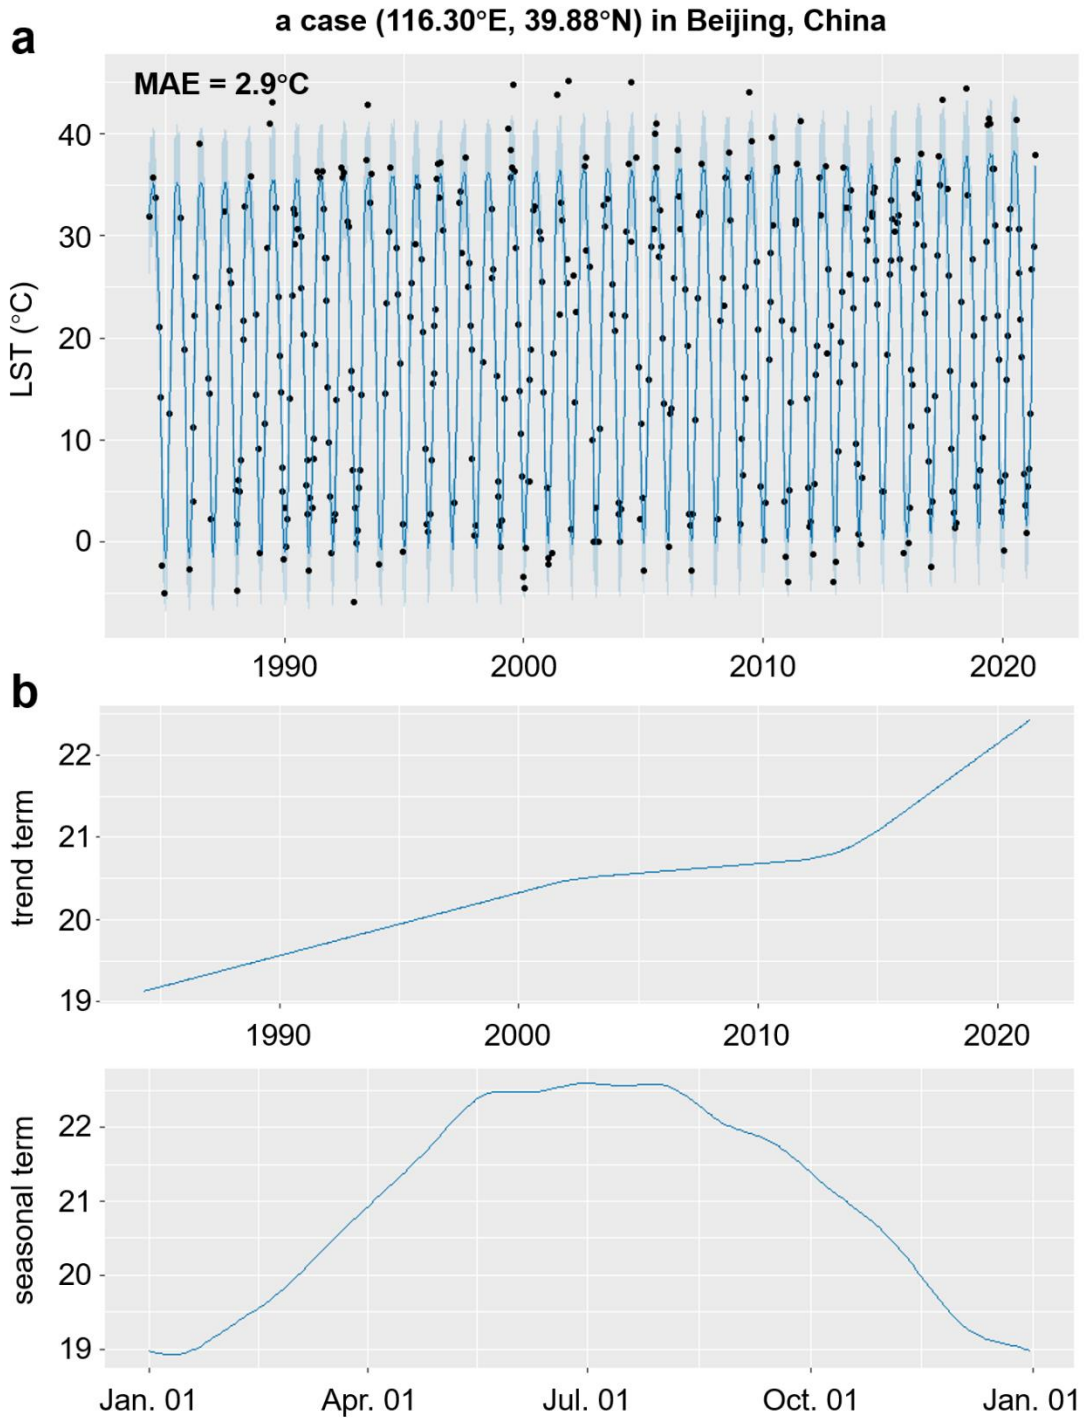 a case (116.30°E, 39.88°N) in Beijing, China
a
MAE = 2.9°C
LST (°C)
40
30
20
10
0
1990
2000
2010
2020
b
trend term
22
21
20
19
1990
2000
2010
2020
seasonal term
22
21
20
19
Jan. 01
Apr. 01
Jul. 01
Oct. 01
Jan. 01